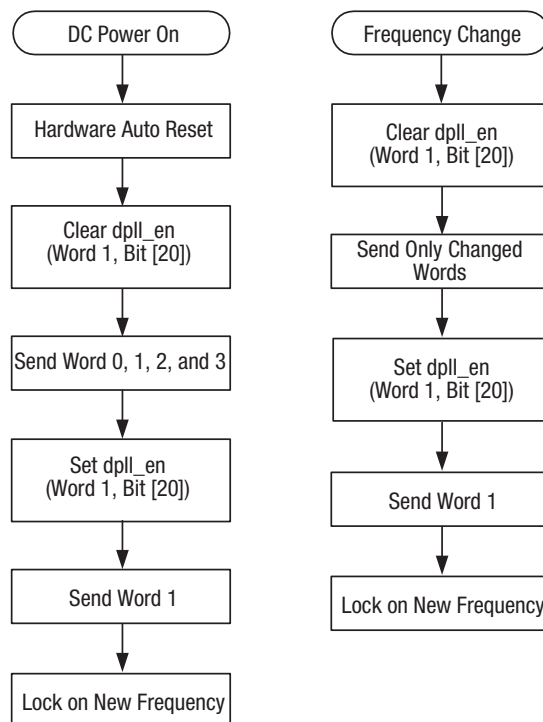 DC Power On
Hardware Auto Reset
Clear dpll_en
(Word 1, Bit [20])
Send Word 0, 1, 2, and 3
Set dpll_en
(Word 1, Bit [20])
Send Word 1
Lock on New Frequency
Frequency Change
Clear dpll_en
(Word 1, Bit [20])
Send Only Changed
Words
Set dpll_en
(Word 1, Bit [20])
Send Word 1
Lock on New Frequency